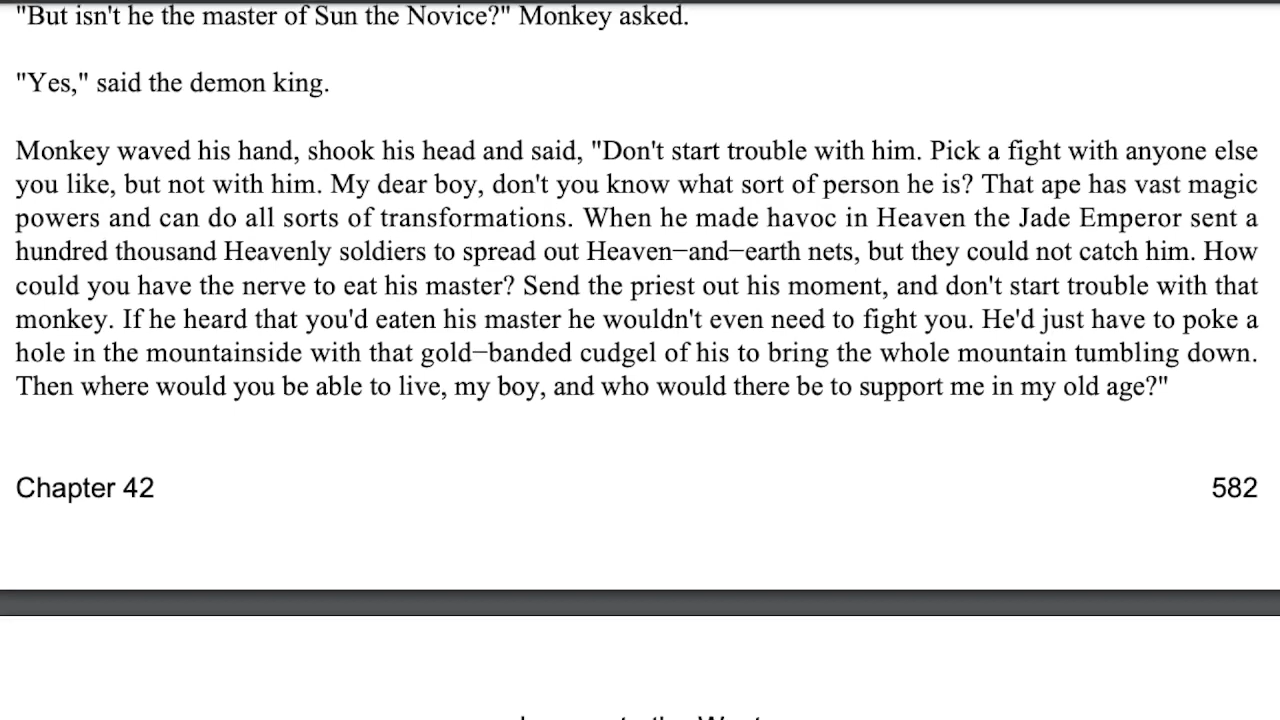 "But isn't he the master of Sun the Novice?" Monkey asked.
"Yes," said the demon king.
Monkey waved his hand, shook his head and said, "Don't start trouble with him. Pick a fight with anyone else
you like, but not with him. My dear boy, don't you know what sort of person he is? That ape has vast magic
powers and can do all sorts of transformations. When he made havoc in Heaven the Jade Emperor sent a
hundred thousand Heavenly soldiers to spread out Heaven−and−earth nets, but they could not catch him. How
could you have the nerve to eat his master? Send the priest out his moment, and don't start trouble with that
monkey. If he heard that you'd eaten his master he wouldn't even need to fight you. He'd just have to poke a
hole in the mountainside with that gold−banded cudgel of his to bring the whole mountain tumbling down.
Then where would you be able to live, my boy, and who would there be to support me in my old age?"
Chapter 42
582